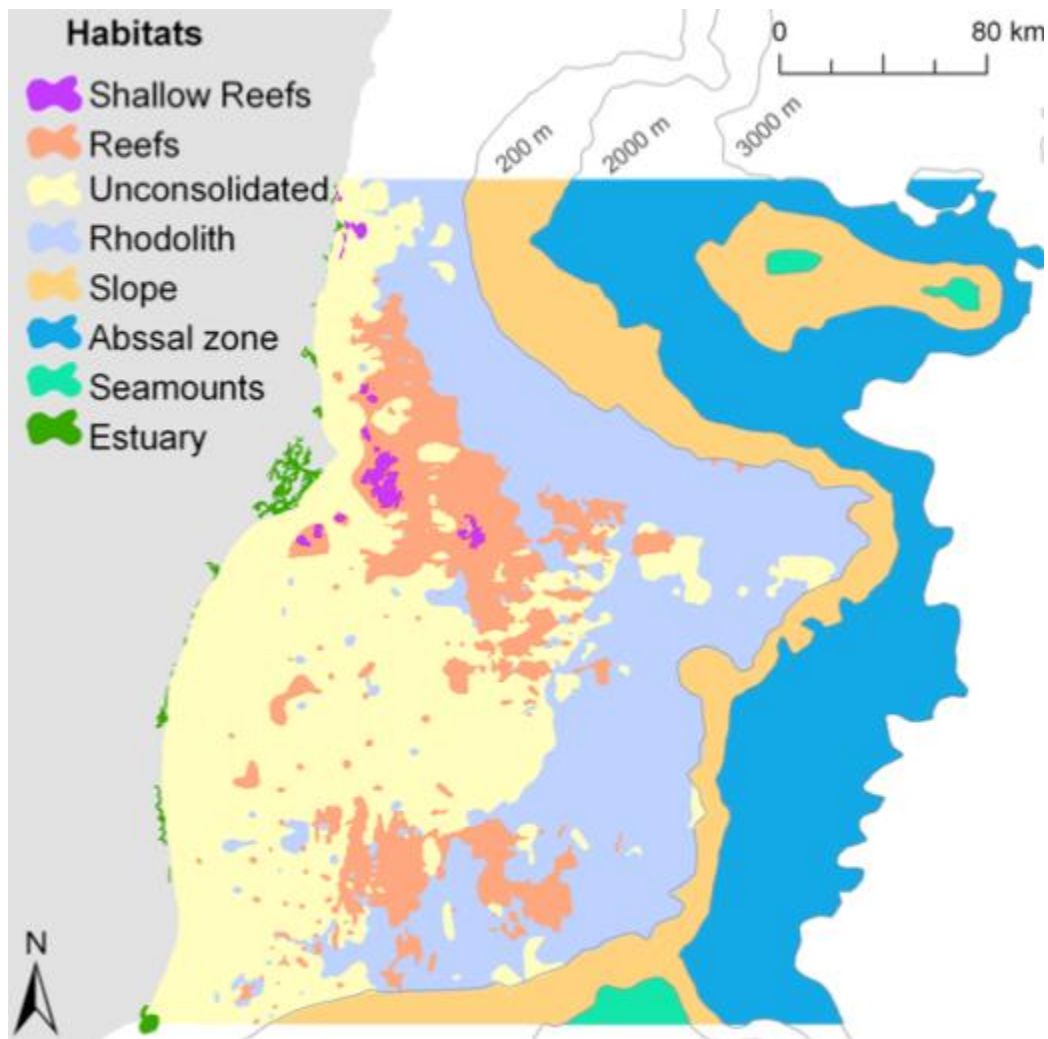 Habitats
Shallow Reefs
Reefs
Unconsolidated
Rhodolith
Slope
Abssal zone
Seamounts
Estuary
0 80 km
200 m
2000 m
3000 m
N